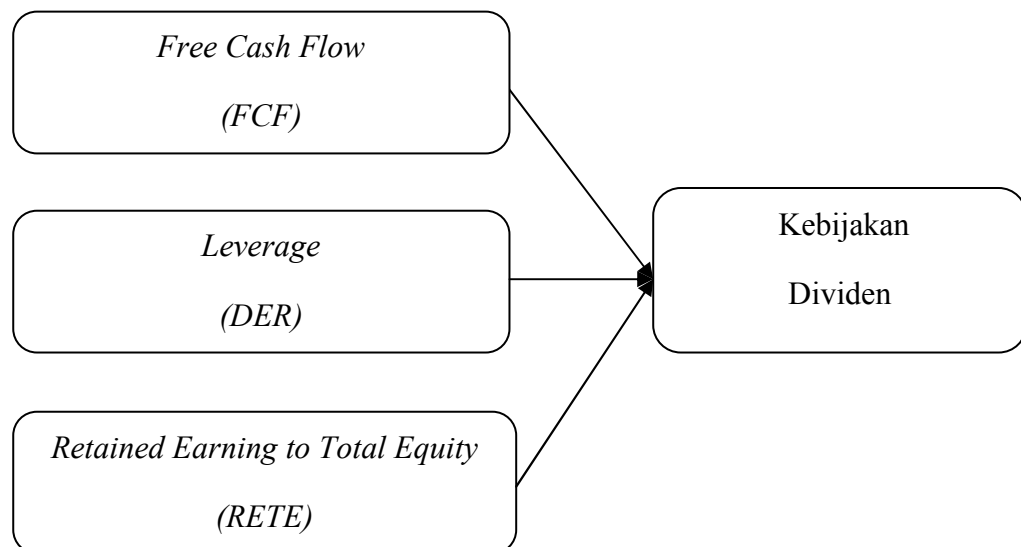 Free Cash Flow
(FCF)
Leverage
(DER)
Retained Earning to Total Equity
(RETE)
Kebijakan
Dividen